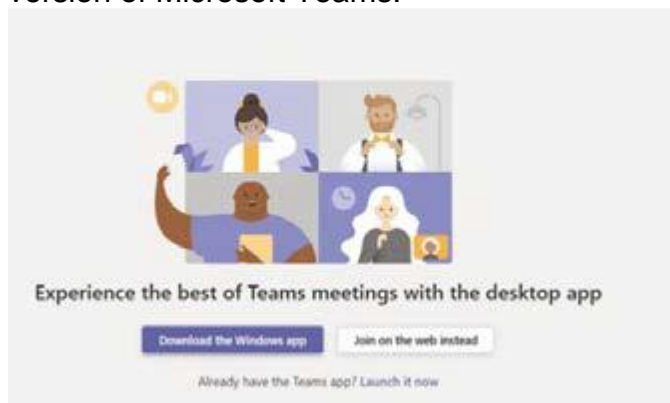 version of Microsoft Teams.
Experience the best of Teams meetings with the desktop app
Download the Windows app
Join on the web instead
Already have the Teams app? Launch it now